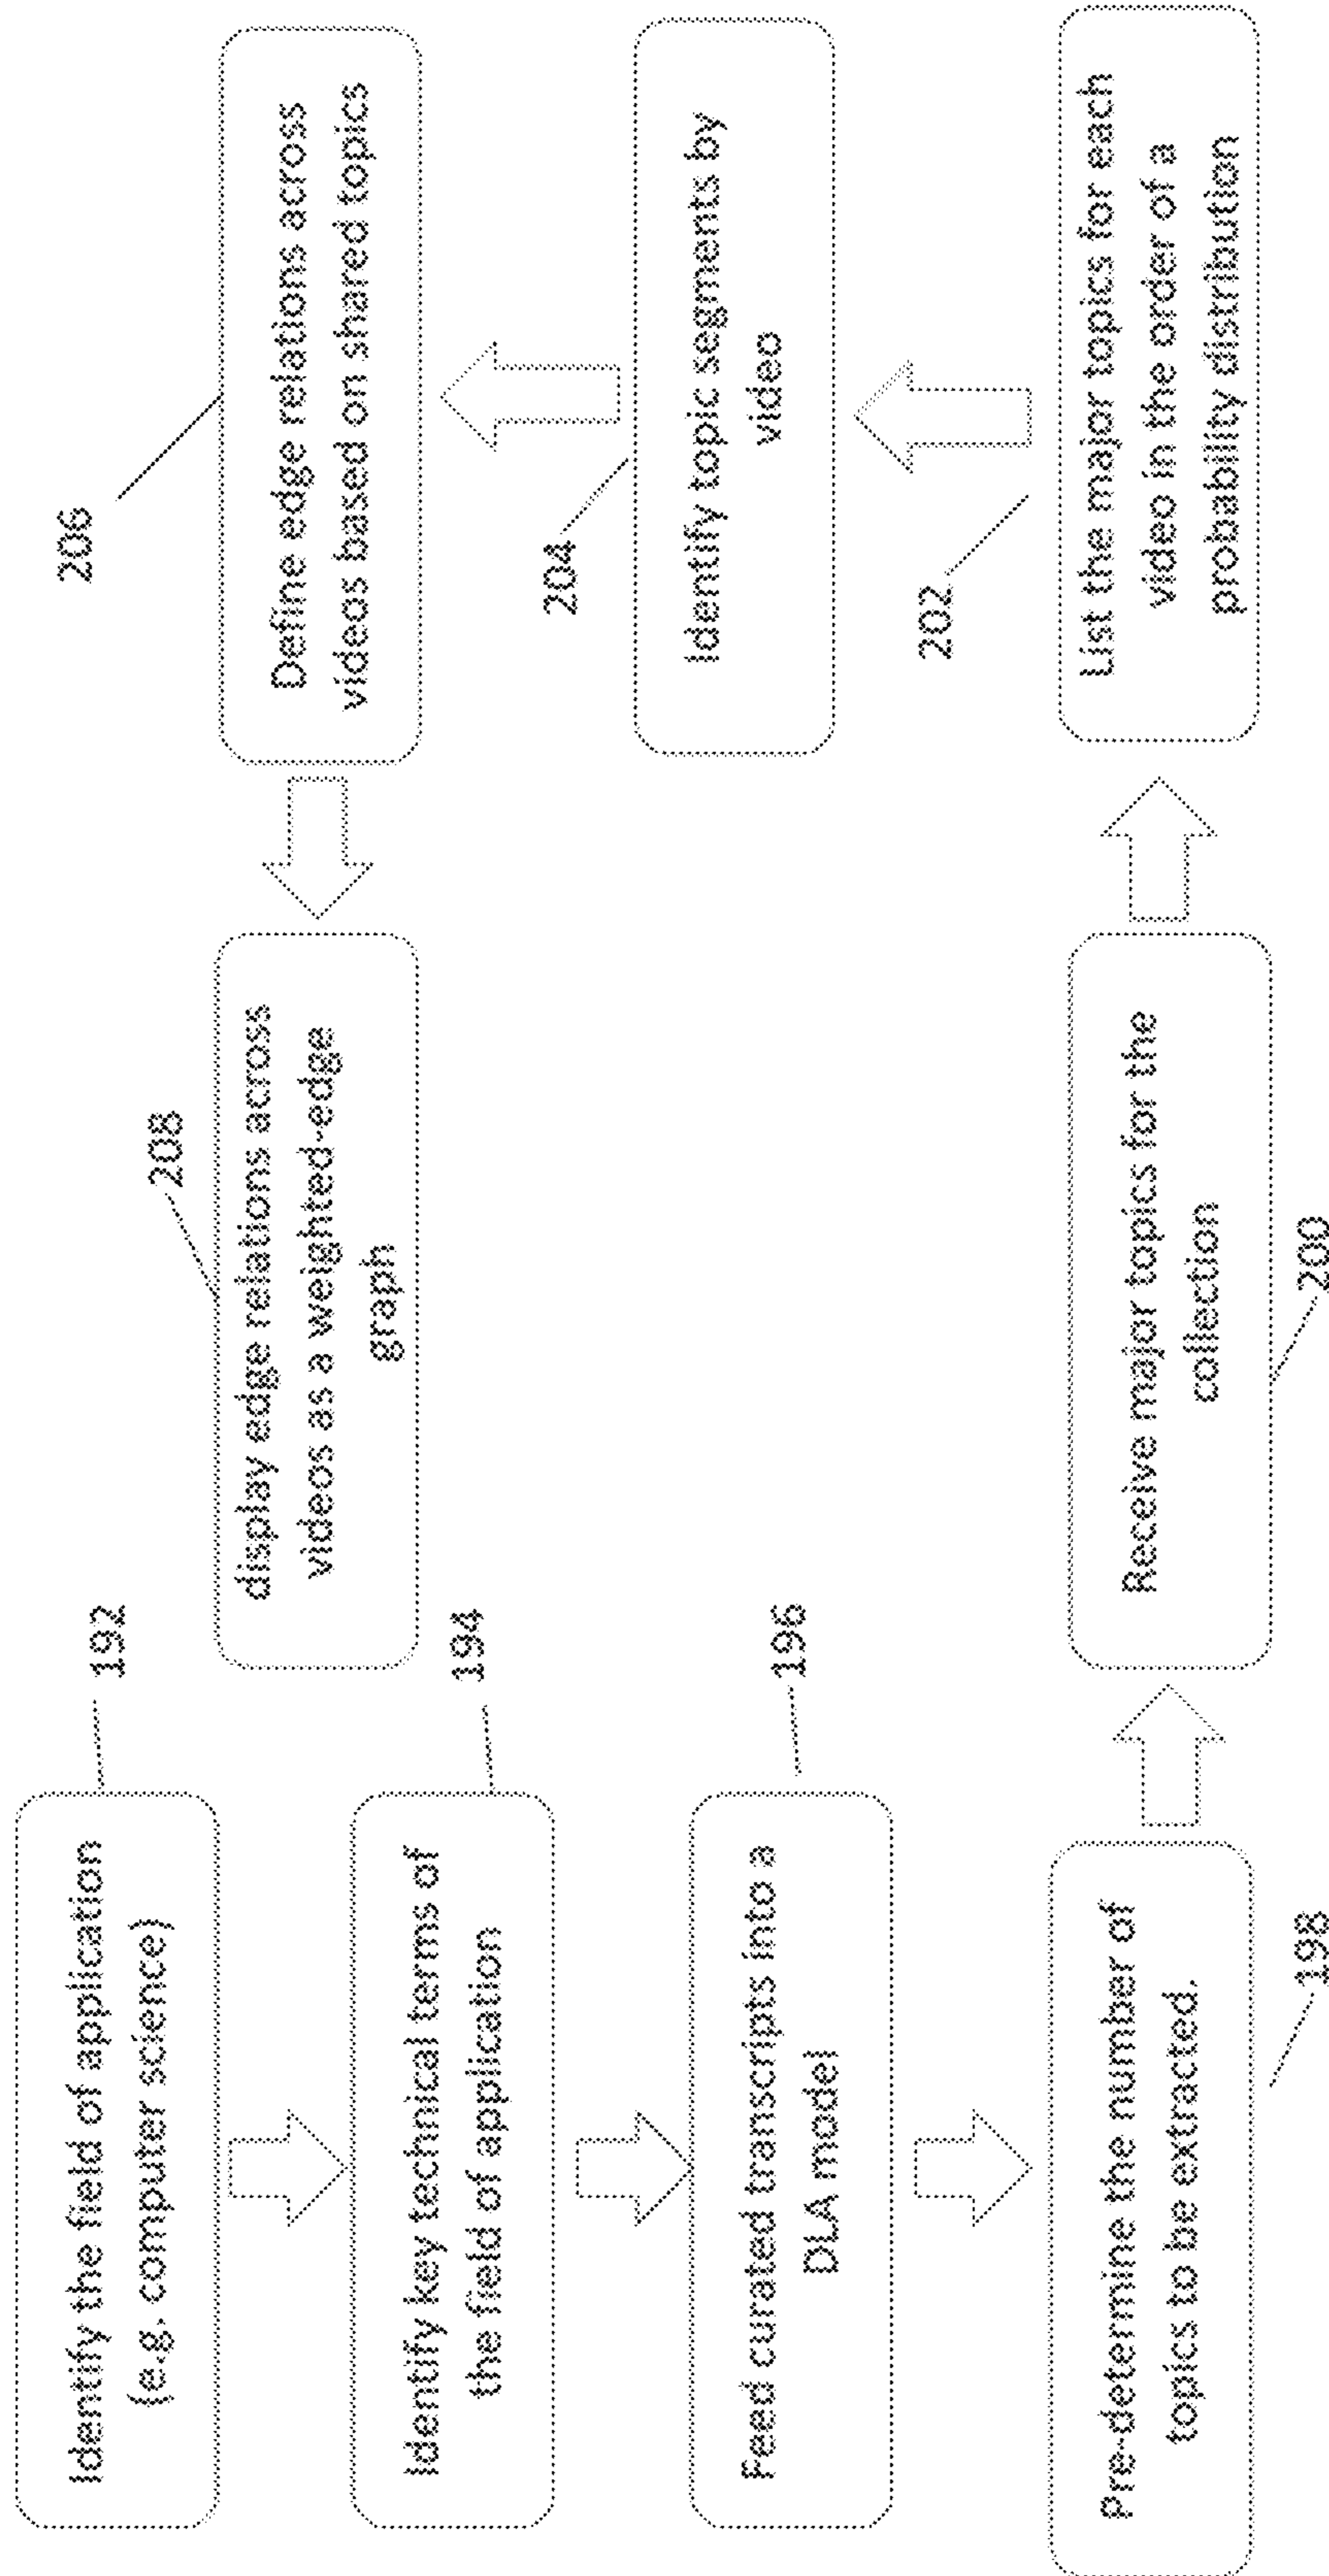 Identify the field of application
(e.g. computer science)
192
Identify key technical terms of
the field of application
194
Feed curated transcripts into a
DLA model
196
Pre-determine the number of
topics to be extracted.
198
Receive major topics for the
collection
200
List the major topics for each
video in the order of a
probability distribution
202
Identify topic segments by
video
204
Define edge relations across
videos based on shared topics
206
display edge relations across
videos as a weighted-edge
graph
208